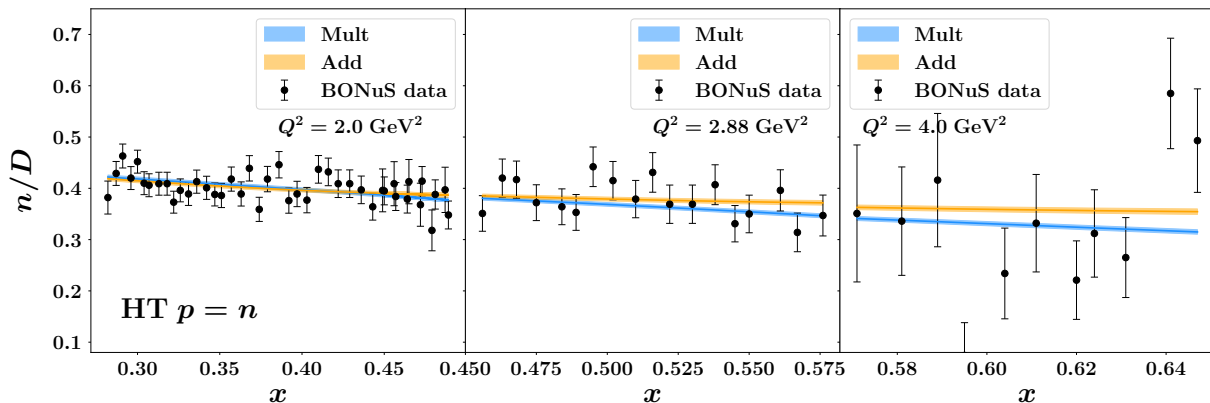 n/D
0.7
0.6
0.5
0.4
0.3
0.2
0.1
Mult
Add
BONuS data
Q² = 2.0 GeV²
HT p = n
0.30 0.35 0.40 0.45
x
Mult
Add
BONuS data
Q² = 2.88 GeV²
0.450 0.475 0.500 0.525 0.550 0.575
x
Mult
Add
BONuS data
Q² = 4.0 GeV²
0.58 0.60 0.62 0.64
x